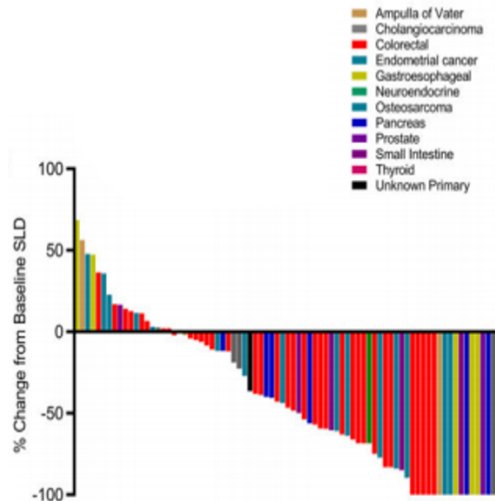 Ampulla of Vater
Cholangiocarcinoma
Colorectal
Endometrial cancer
Gastroesophageal
Neuroendocrine
Osteosarcoma
Pancreas
Prostate
Small Intestine
Thyroid
Unknown Primary
% Change from Baseline SLD
100
50
0
-50
-100